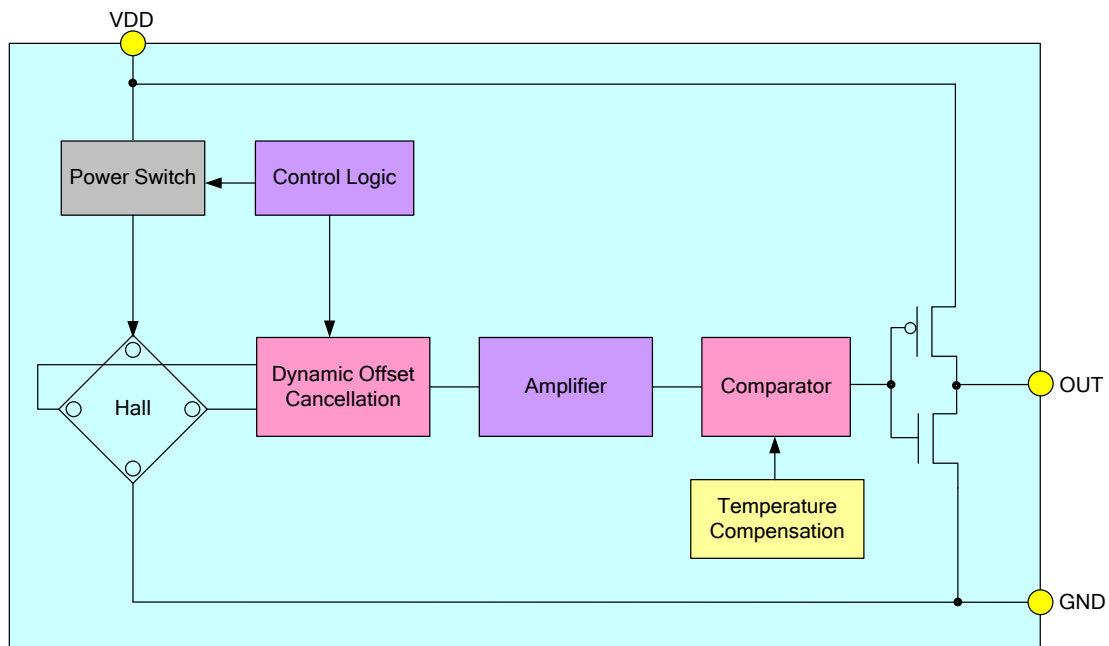 VDD
Power Switch
Control Logic
Hall
Dynamic Offset
Cancellation
Amplifier
Comparator
OUT
Temperature
Compensation
GND